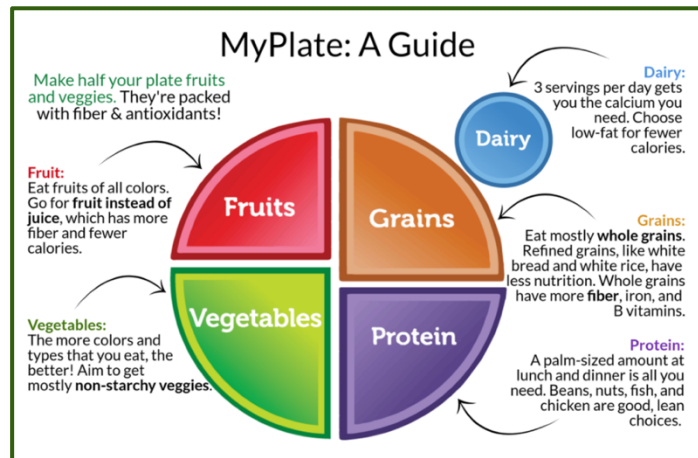 MyPlate: A Guide
Make half your plate fruits
and veggies. They're packed
with fiber & antioxidants!
Fruit:
Eat fruits of all colors.
Go for fruit instead of
juice, which has more
fiber and fewer
calories.
Vegetables:
The more colors and
types that you eat, the
better! Aim to get
mostly non-starchy veggies.
Fruits
Grains
Vegetables
Protein
Dairy
Dairy:
3 servings per day gets
you the calcium you
need. Choose
low-fat for fewer
calories.
Grains:
Eat mostly whole grains.
Refined grains, like white
bread and white rice, have
less nutrition. Whole grains
have more fiber, iron, and
B vitamins.
Protein:
A palm-sized amount at
lunch and dinner is all you
need. Beans, nuts, fish, and
chicken are good, lean
choices.